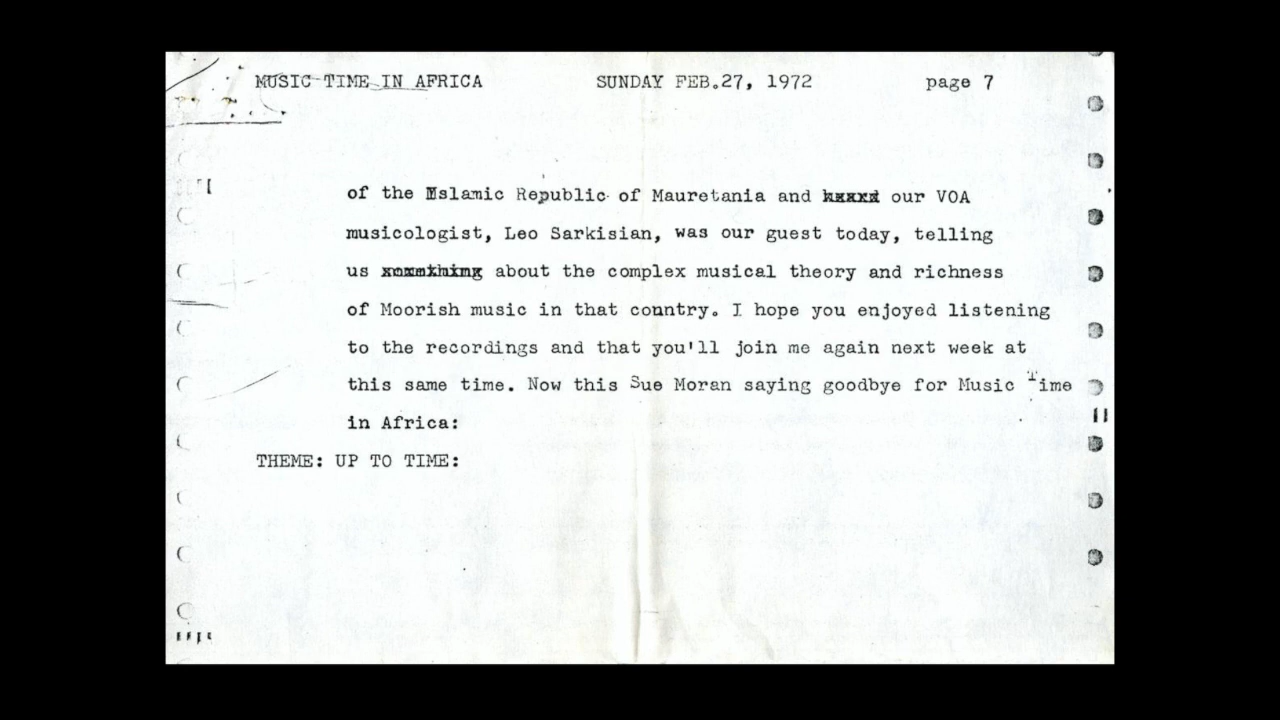 MUSIC TIME IN AFRICA SUNDAY FEB.27, 1972 page 7
of the Islamic Republic of Mauretania and our VOA
musicologist, Leo Sarkisian, was our guest today, telling
us something about the complex musical theory and richness
of Moorish music in that country. I hope you enjoyed listening
to the recordings and that you'll join me again next week at
this same time. Now this Sue Moran saying goodbye for Music Time
in Africa:
THEME: UP TO TIME: